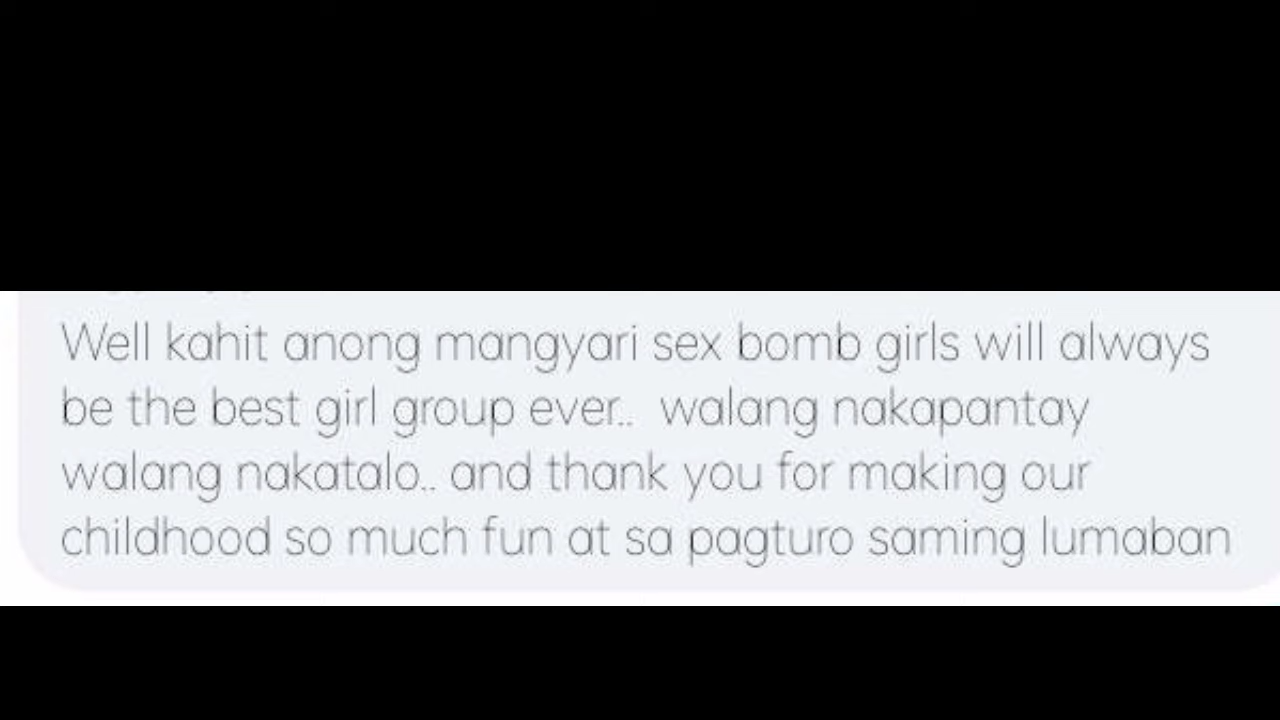 Well kahit anong mangyari sex bomb girls will always
be the best girl group ever..  walang nakapantay
walang nakatalo.. and thank you for making our
childhood so much fun at sa pagturo saming lumaban